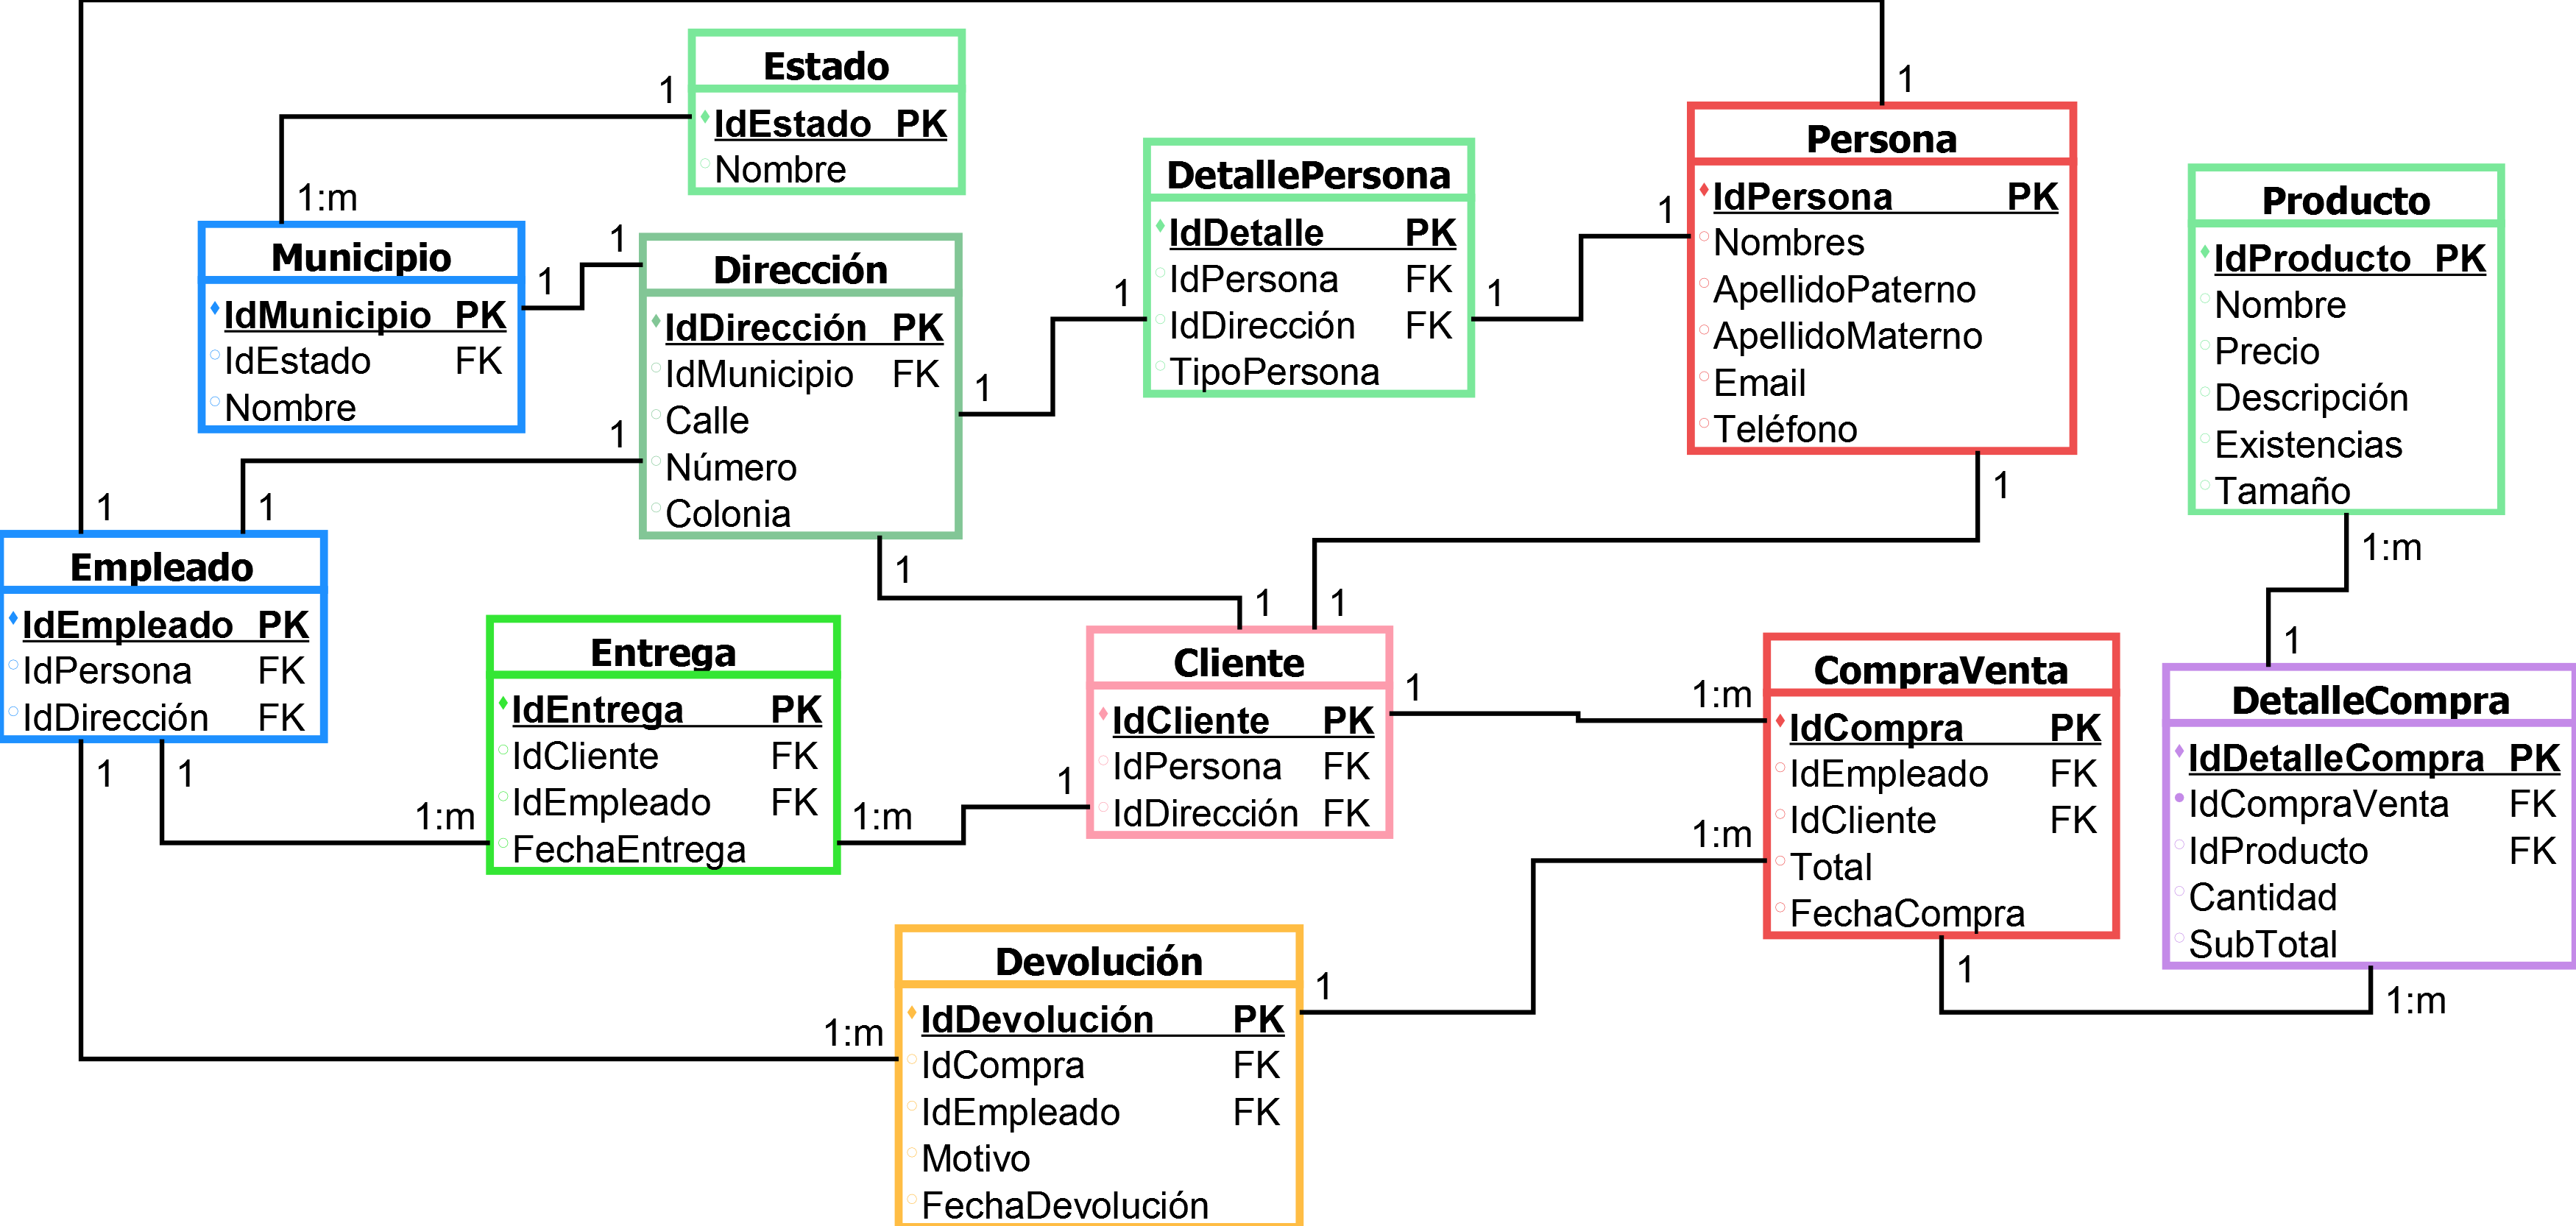 1
Estado
IdEstado PK
Nombre
1
1:m
Municipio
IdMunicipio PK
IdEstado FK
Nombre
1
1
Dirección
IdDirección PK
IdMunicipio FK
Calle
Número
Colonia
1
1
DetallePersona
IdDetalle PK
IdPersona FK
IdDirección FK
TipoPersona
1
1
1
Persona
IdPersona PK
Nombres
ApellidoPaterno
ApellidoMaterno
Email
Teléfono
1
Producto
IdProducto PK
Nombre
Precio
Descripción
Existencias
Tamaño
1:m
1
1
1
1
Empleado
IdEmpleado PK
IdPersona FK
IdDirección FK
1
1
1:m
Entrega
IdEntrega PK
IdCliente FK
IdEmpleado FK
FechaEntrega
1:m
1
1
1
1
Cliente
IdCliente PK
IdPersona FK
IdDirección FK
1
1:m
1:m
CompraVenta
IdCompra PK
IdEmpleado FK
IdCliente FK
Total
FechaCompra
1
1
DetalleCompra
IdDetalleCompra PK
IdCompraVenta FK
IdProducto FK
Cantidad
SubTotal
1:m
1:m
Devolución
IdDevolución PK
IdCompra FK
IdEmpleado FK
Motivo
FechaDevolución
1